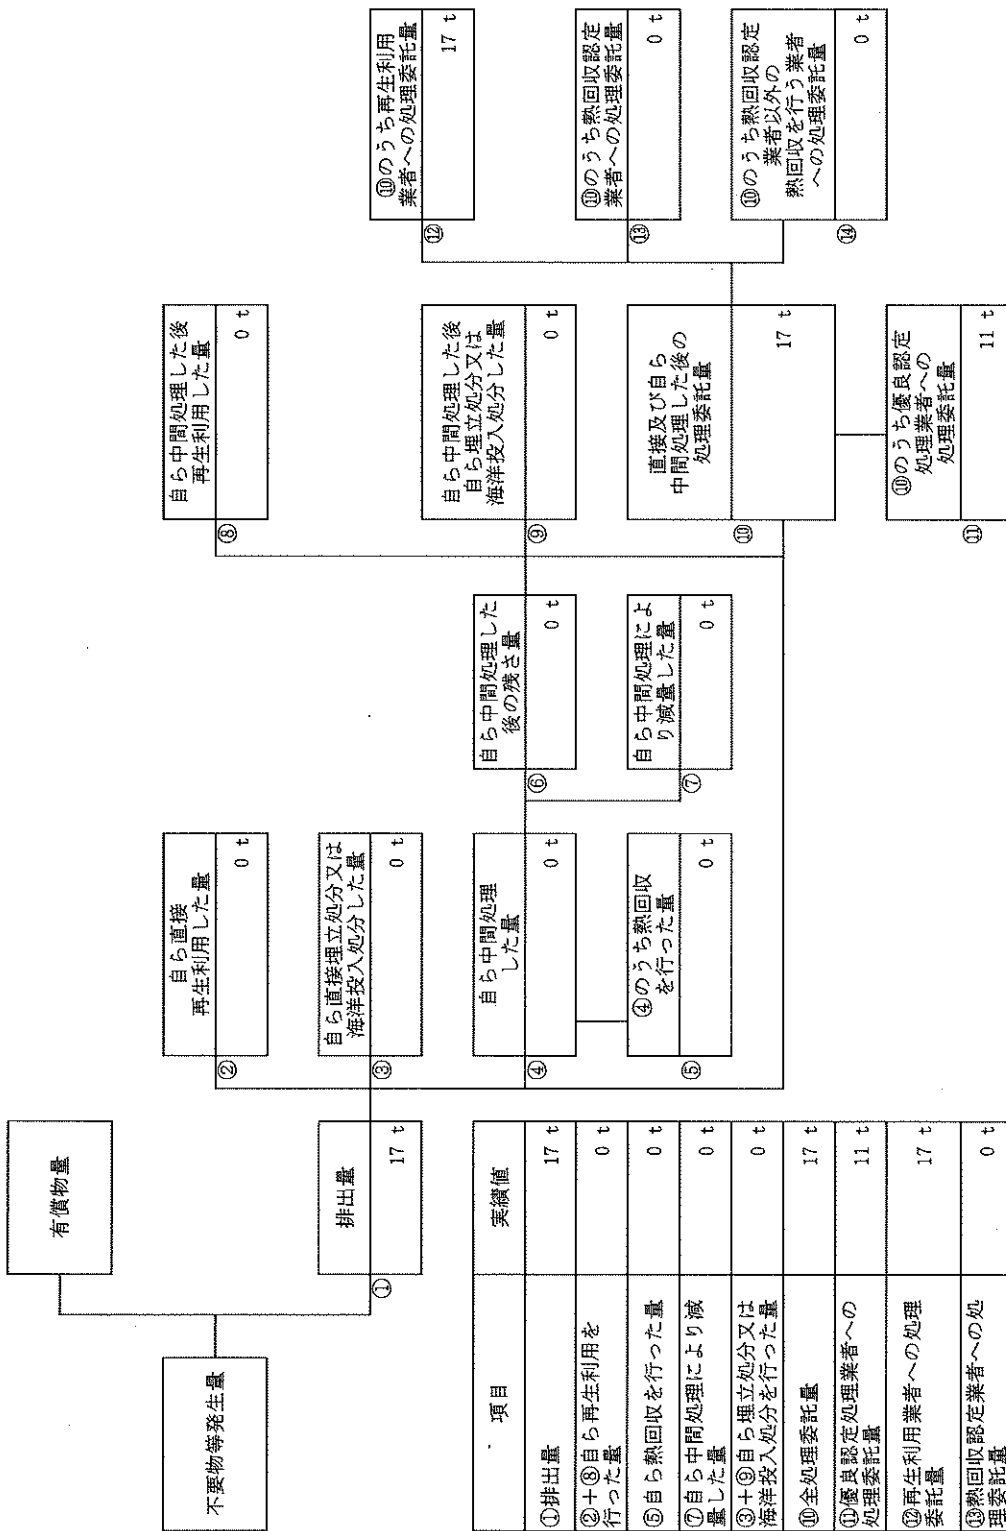 不要物等発生量
有償物量
排出量
①
17 t
自ら直接
再生利用した量
②
0 t
自ら直接埋立処分又は
海洋投入処分した量
③
0 t
自ら中間処理
した量
④
0 t
④のうち熱回収
を行った量
⑤
0 t
自ら中間処理した
後の残さ量
⑥
0 t
自ら中間処理によ
り減量した量
⑦
0 t
自ら中間処理した後
再生利用した量
⑧
0 t
自ら中間処理した後
自ら埋立処分又は
海洋投入処分した量
⑨
0 t
直接及び自ら
中間処理した後の
処理委託量
⑩
17 t
⑩のうち優良認定
処理業者への
処理委託量
⑪
11 t
⑩のうち再生利用
業者への処理委託量
⑫
17 t
⑩のうち熱回収認定
業者への処理委託量
⑬
0 t
⑩のうち熱回収認定
業者以外の
熱回収を行う業者
への処理委託量
⑭
0 t
項目 実績値
①排出量 17 t
②+⑧自ら再生利用を
行った量 0 t
⑤自ら熱回収を行った量 0 t
⑦自ら中間処理により減
量した量 0 t
③+⑨自ら埋立処分又は
海洋投入処分を行った量 0 t
⑩全処理委託量 17 t
⑪優良認定処理業者への
処理委託量 11 t
⑫再生利用業者への処理
委託量 17 t
⑬熱回収認定業者への処
理委託量 0 t